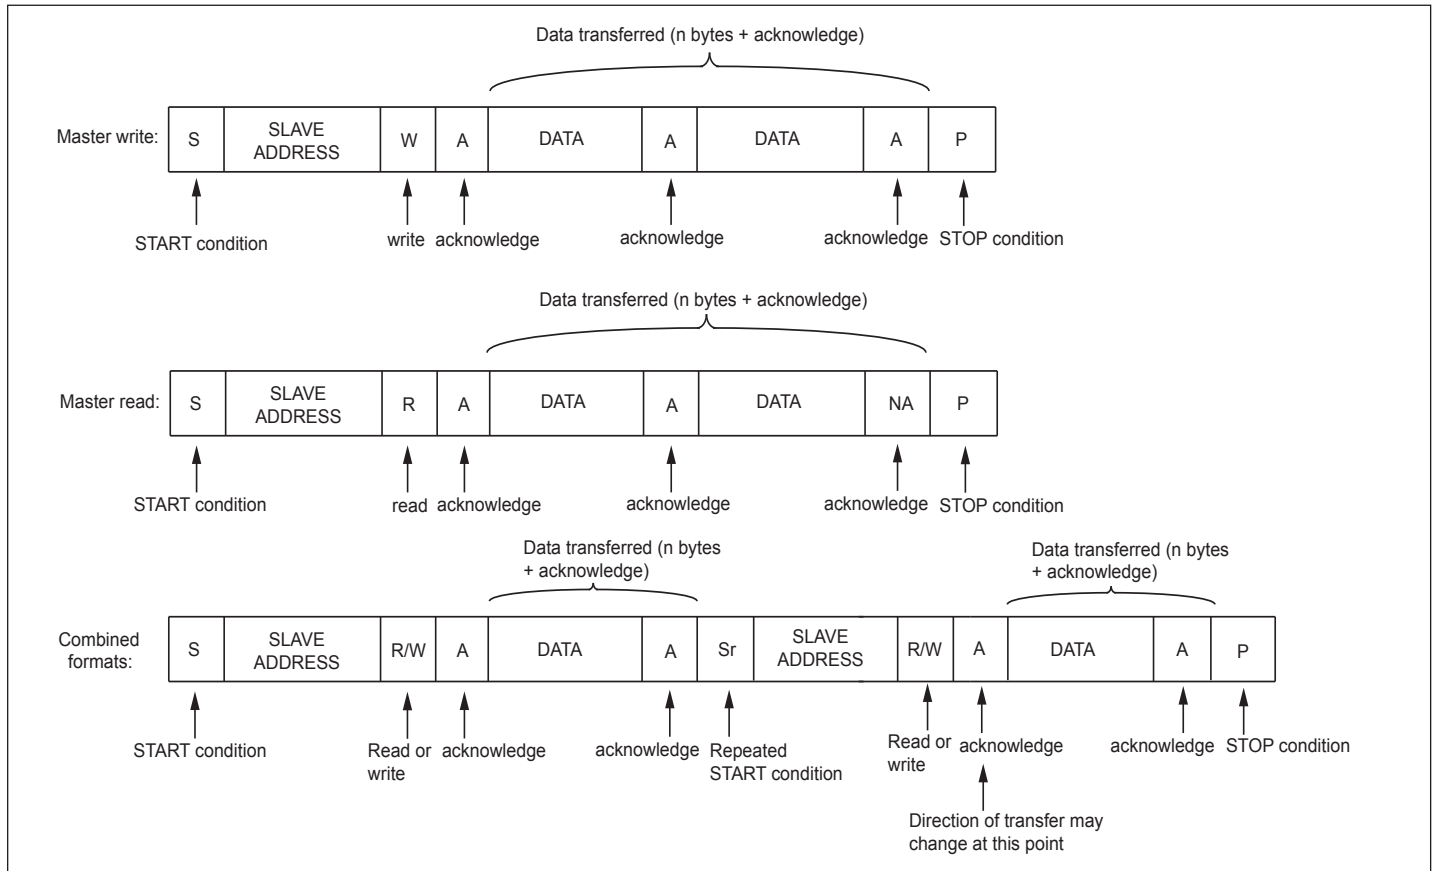 Data transferred (n bytes + acknowledge)
Master write: S SLAVE ADDRESS W A DATA A DATA A P
START condition write acknowledge acknowledge acknowledge STOP condition
Data transferred (n bytes + acknowledge)
Master read: S SLAVE ADDRESS R A DATA A DATA NA P
START condition read acknowledge acknowledge acknowledge STOP condition
Data transferred (n bytes
+ acknowledge)
Data transferred (n bytes
+ acknowledge)
Combined
formats:
S SLAVE ADDRESS R/W A DATA A Sr SLAVE ADDRESS R/W A DATA A P
START condition
Read or
write
acknowledge
acknowledge
Repeated
START condition
Read or
write
acknowledge
acknowledge
STOP condition
Direction of transfer may
change at this point